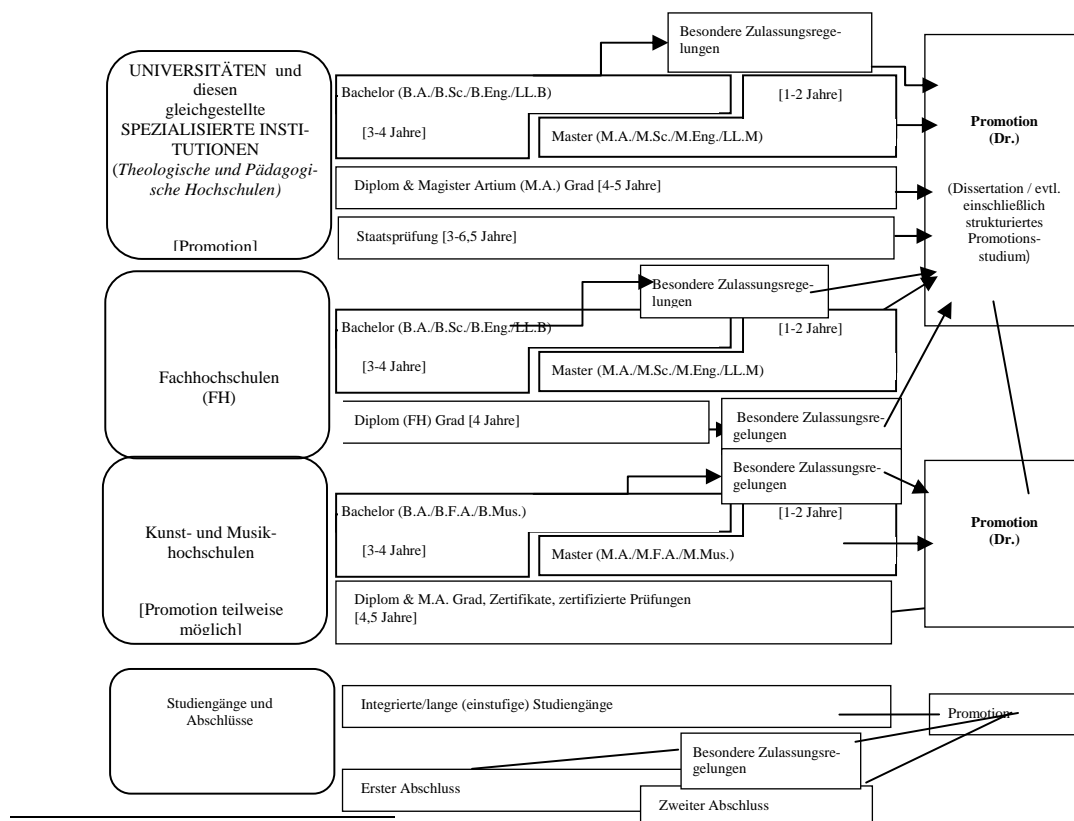 Besondere Zulassungsrege-
lungen
UNIVERSITÄTEN und
diesen
gleichgestellte
SPEZIALISIERTE INSTI-
TUTIONEN
(Theologische und Pädagogi-
sche Hochschulen)
[Promotion]
Bachelor (B.A./B.Sc./B.Eng./LL.B)
[3-4 Jahre]
[1-2 Jahre]
Master (M.A./M.Sc./M.Eng./LL.M)
Diplom & Magister Artium (M.A.) Grad [4-5 Jahre]
Staatsprüfung [3-6,5 Jahre]
Promotion
(Dr.)
(Dissertation / evtl.
einschließlich
strukturiertes
Promotions-
studium)
Fachhochschulen
(FH)
Besondere Zulassungsrege-
lungen
Bachelor (B.A./B.Sc./B.Eng./LL.B)
[3-4 Jahre]
[1-2 Jahre]
Master (M.A./M.Sc./M.Eng./LL.M)
Diplom (FH) Grad [4 Jahre]
Besondere Zulassungsre-
gelungen
Kunst- und Musik-
hochschulen
[Promotion teilweise
möglich]
Besondere Zulassungsre-
gelungen
Bachelor (B.A./B.F.A./B.Mus.)
[3-4 Jahre]
[1-2 Jahre]
Master (M.A./M.F.A./M.Mus.)
Diplom & M.A. Grad, Zertifikate, zertifizierte Prüfungen
[4,5 Jahre]
Promotion
(Dr.)
Studiengänge und
Abschlüsse
Integrierte/lange (einstufige) Studiengänge
Promotion
Besondere Zulassungsre-
gelungen
Erster Abschluss
Zweiter Abschluss